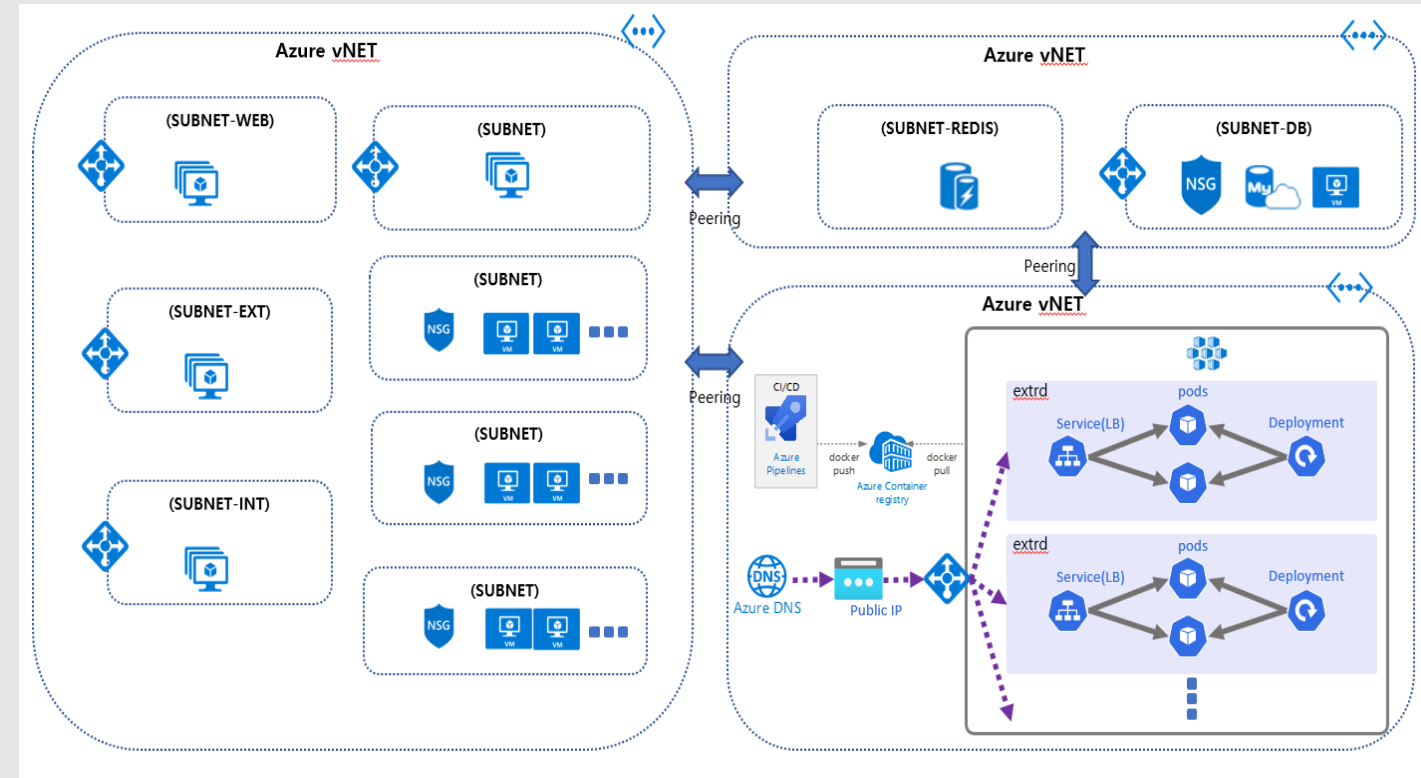 Azure vNET
(SUBNET-WEB)
(SUBNET)
(SUBNET-EXT)
(SUBNET)
NSG
VM
VM
(SUBNET-INT)
(SUBNET)
NSG
VM
VM
(SUBNET)
NSG
VM
VM
Peering
Peering
Azure vNET
(SUBNET-REDIS)
(SUBNET-DB)
NSG
My
VM
Peering
Azure vNET
CI/CD
Azure
Pipelines
docker
push
Azure Container
registry
docker
pull
DNS
Azure DNS
Public IP
extrd
pods
Service(LB)
Deployment
extrd
pods
Service(LB)
Deployment